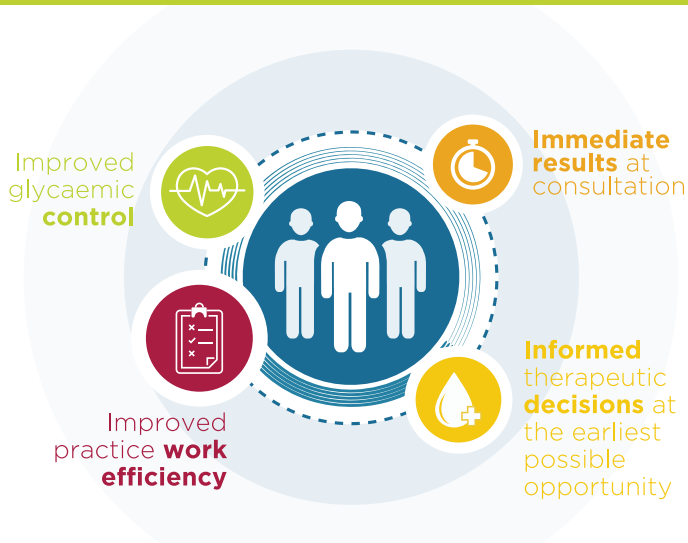 Improved
glycaemic
control
Immediate
results at
consultation
Improved
practice work
efficiency
Informed
therapeutic
decisions at
the earliest
possible
opportunity